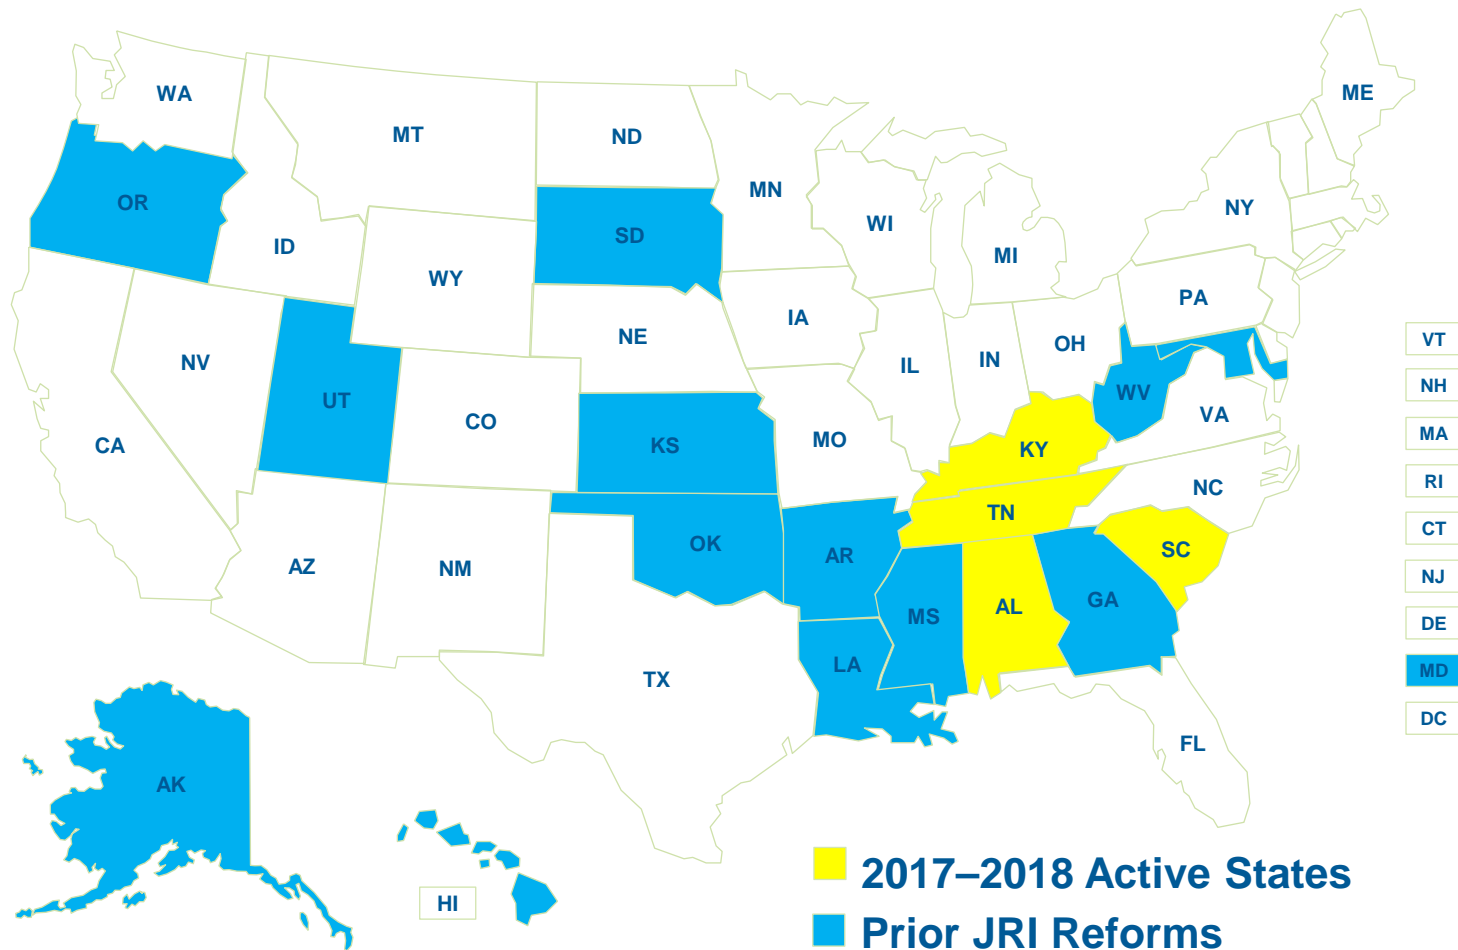 WA
MT
ND
MN
ME
OR
ID
SD
WI
MI
NY
WY
IA
PA
NV
NE
IL
IN
OH
VT
UT
CO
WV
NH
CA
KS
MO
KY
VA
MA
NC
RI
AZ
NM
OK
AR
TN
SC
CT
MS
AL
GA
NJ
TX
LA
DE
MD
FL
DC
AK
HI
2017–2018 Active States
Prior JRI Reforms